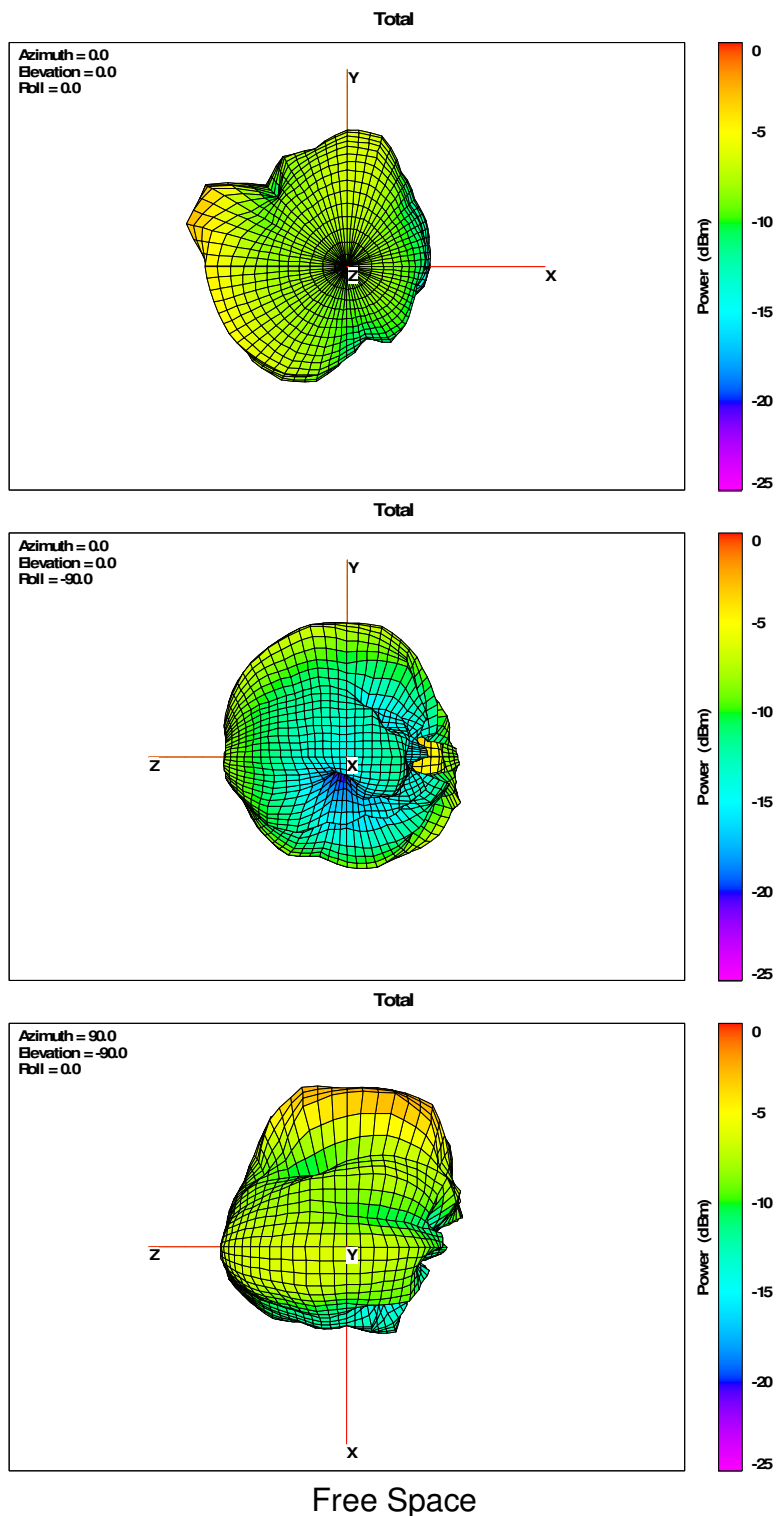 Total
Azimuth = 0.0
Elevation = 0.0
Roll = 0.0
Y
X
Z
0
-5
-10
-15
-20
-25
Power (dBm)
Total
Azimuth = 0.0
Elevation = 0.0
Roll = -90.0
Y
Z
X
0
-5
-10
-15
-20
-25
Power (dBm)
Total
Azimuth = 90.0
Elevation = -90.0
Roll = 0.0
Z
Y
X
0
-5
-10
-15
-20
-25
Power (dBm)
Free Space